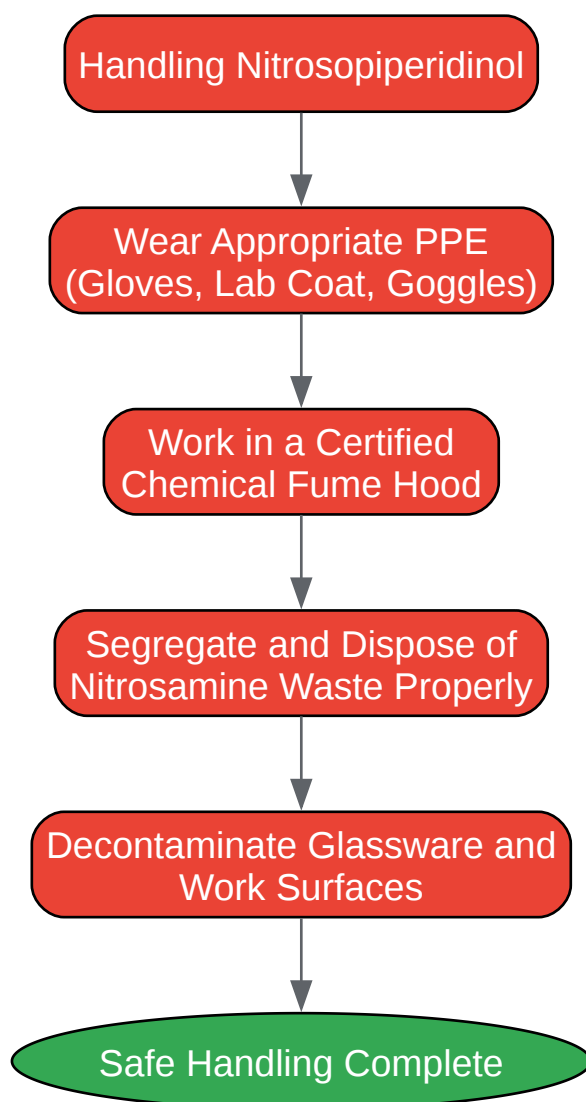 Handling Nitrosopiperidinol
Wear Appropriate PPE
(Gloves, Lab Coat, Goggles)
Work in a Certified
Chemical Fume Hood
Segregate and Dispose of
Nitrosamine Waste Properly
Decontaminate Glassware and
Work Surfaces
Safe Handling Complete